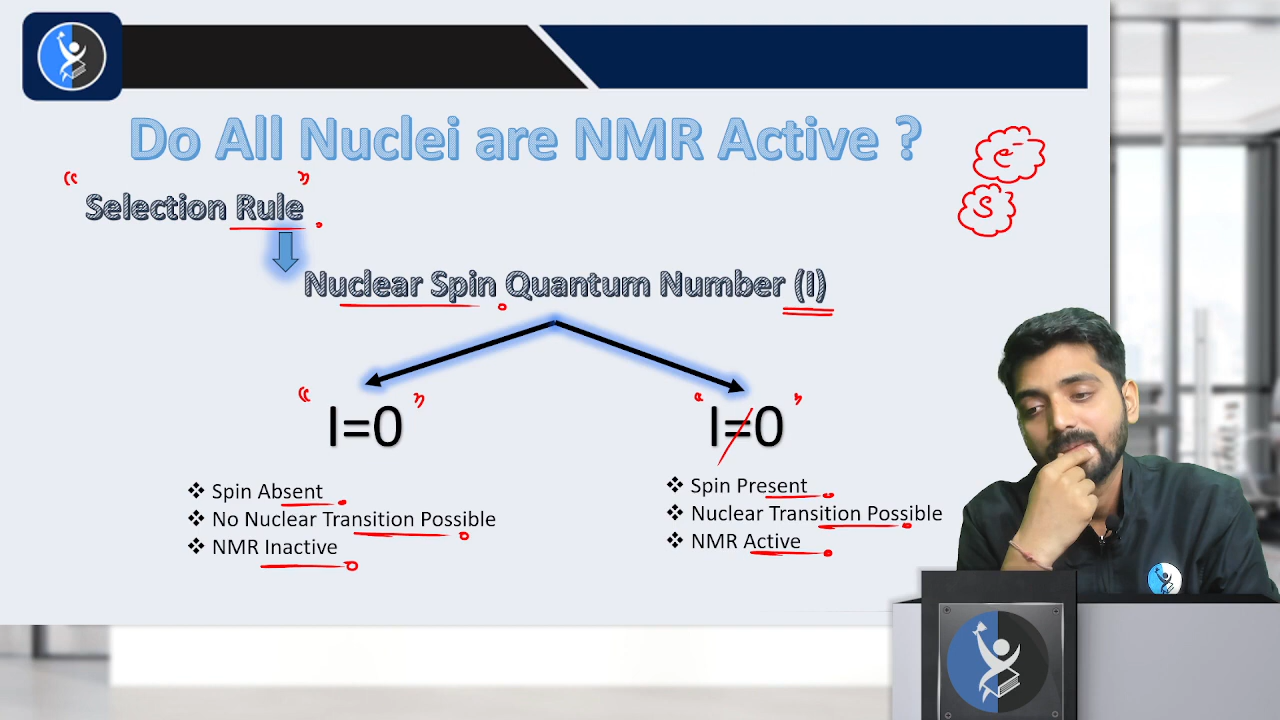 Do All Nuclei are NMR Active ?
e⁻
S
" Selection Rule "
Nuclear Spin Quantum Number (I)
" I=0 "
" I≠0 "
❖ Spin Absent
❖ No Nuclear Transition Possible
❖ NMR Inactive
❖ Spin Present
❖ Nuclear Transition Possible
❖ NMR Active